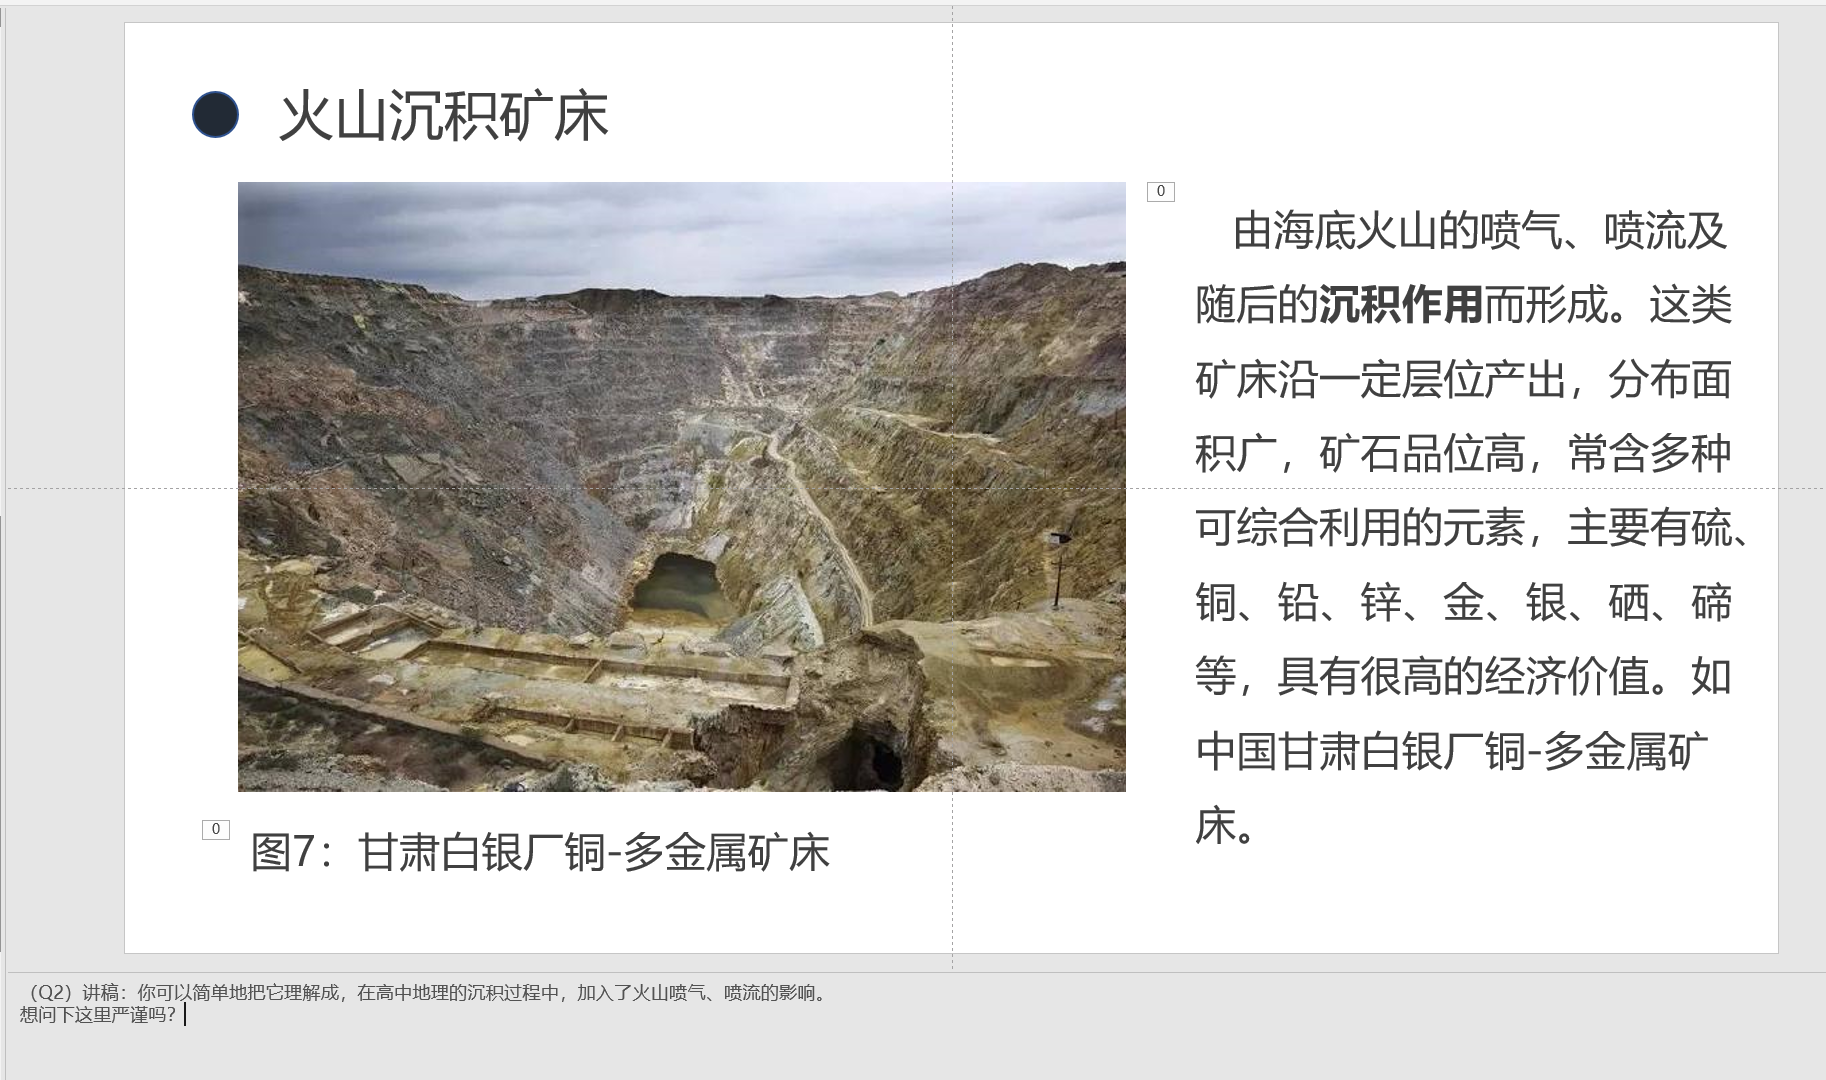 火山沉积矿床
0
由海底火山的喷气、喷流及
随后的沉积作用而形成。这类
矿床沿一定层位产出，分布面
积广，矿石品位高，常含多种
可综合利用的元素，主要有硫、
铜、铅、锌、金、银、硒、碲
等，具有很高的经济价值。如
中国甘肃白银厂铜-多金属矿
床。
0
图7：甘肃白银厂铜-多金属矿床
（Q2）讲稿：你可以简单地把它理解成，在高中地理的沉积过程中，加入了火山喷气、喷流的影响。
想问下这里严谨吗？